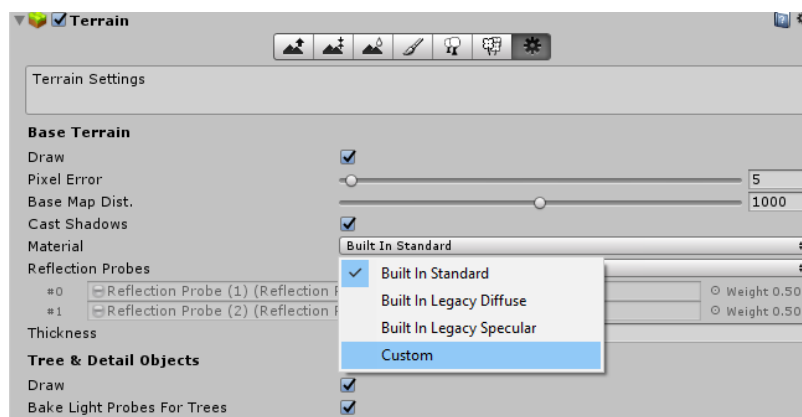 Terrain
Terrain Settings
Base Terrain
Draw
Pixel Error 5
Base Map Dist. 1000
Cast Shadows
Material Built In Standard
Reflection Probes
Built In Standard
#0 Reflection Probe (1) (Reflection Weight 0.50
Built In Legacy Diffuse
#1 Reflection Probe (2) (Reflection Weight 0.50
Built In Legacy Specular
Thickness
Custom
Tree & Detail Objects
Draw
Bake Light Probes For Trees